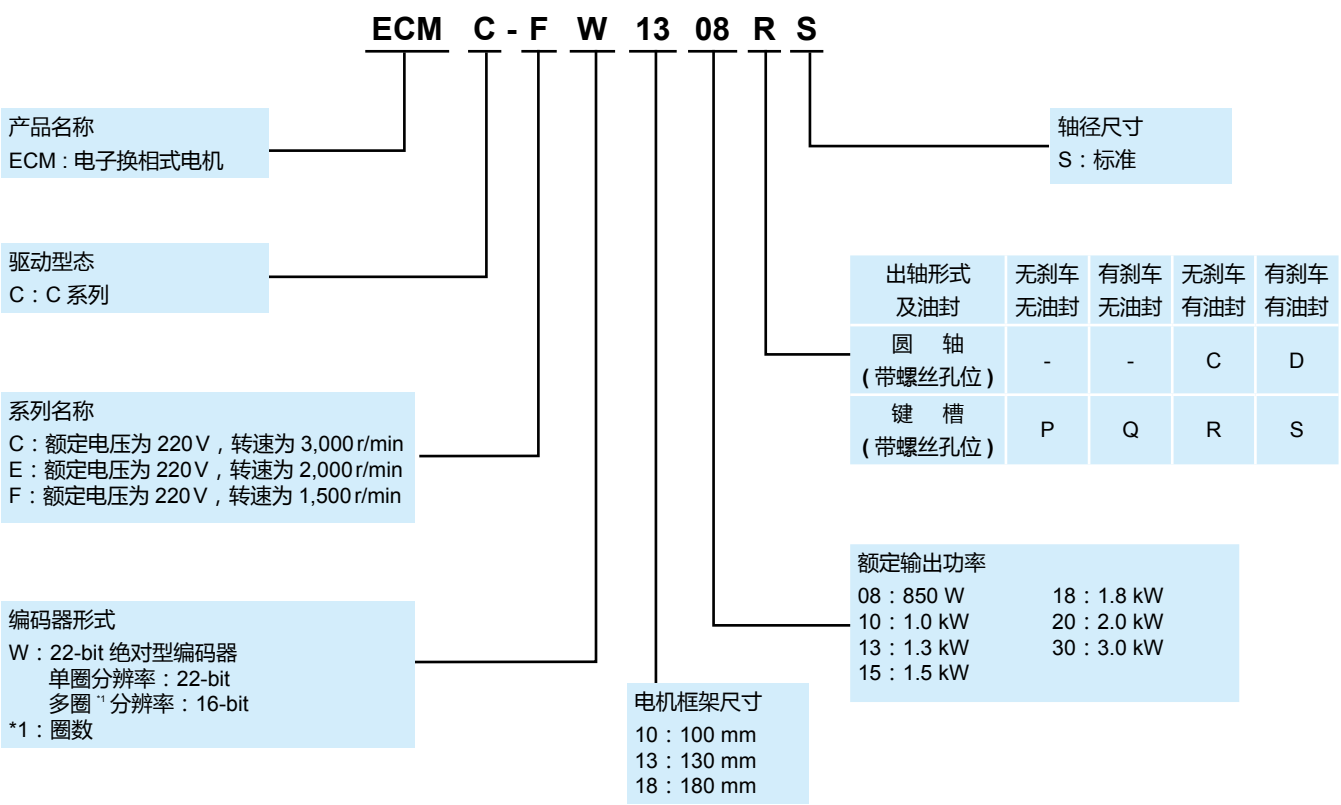 ECM C - F W 13 08 R S
产品名称
ECM：电子换相式电机
驱动型态
C：C 系列
系列名称
C：额定电压为 220V，转速为 3,000 r/min
E：额定电压为 220V，转速为 2,000 r/min
F：额定电压为 220V，转速为 1,500 r/min
编码器形式
W：22-bit 绝对型编码器
单圈分辨率：22-bit
多圈*1分辨率：16-bit
*1：圈数
电机框架尺寸
10：100 mm
13：130 mm
18：180 mm
额定输出功率
08：850 W 18：1.8 kW
10：1.0 kW 20：2.0 kW
13：1.3 kW 30：3.0 kW
15：1.5 kW
出轴形式 无刹车 有刹车 无刹车 有刹车
及油封 无油封 无油封 有油封 有油封
圆 轴
(带螺丝孔位) - - C D
键 槽
(带螺丝孔位) P Q R S
轴径尺寸
S：标准